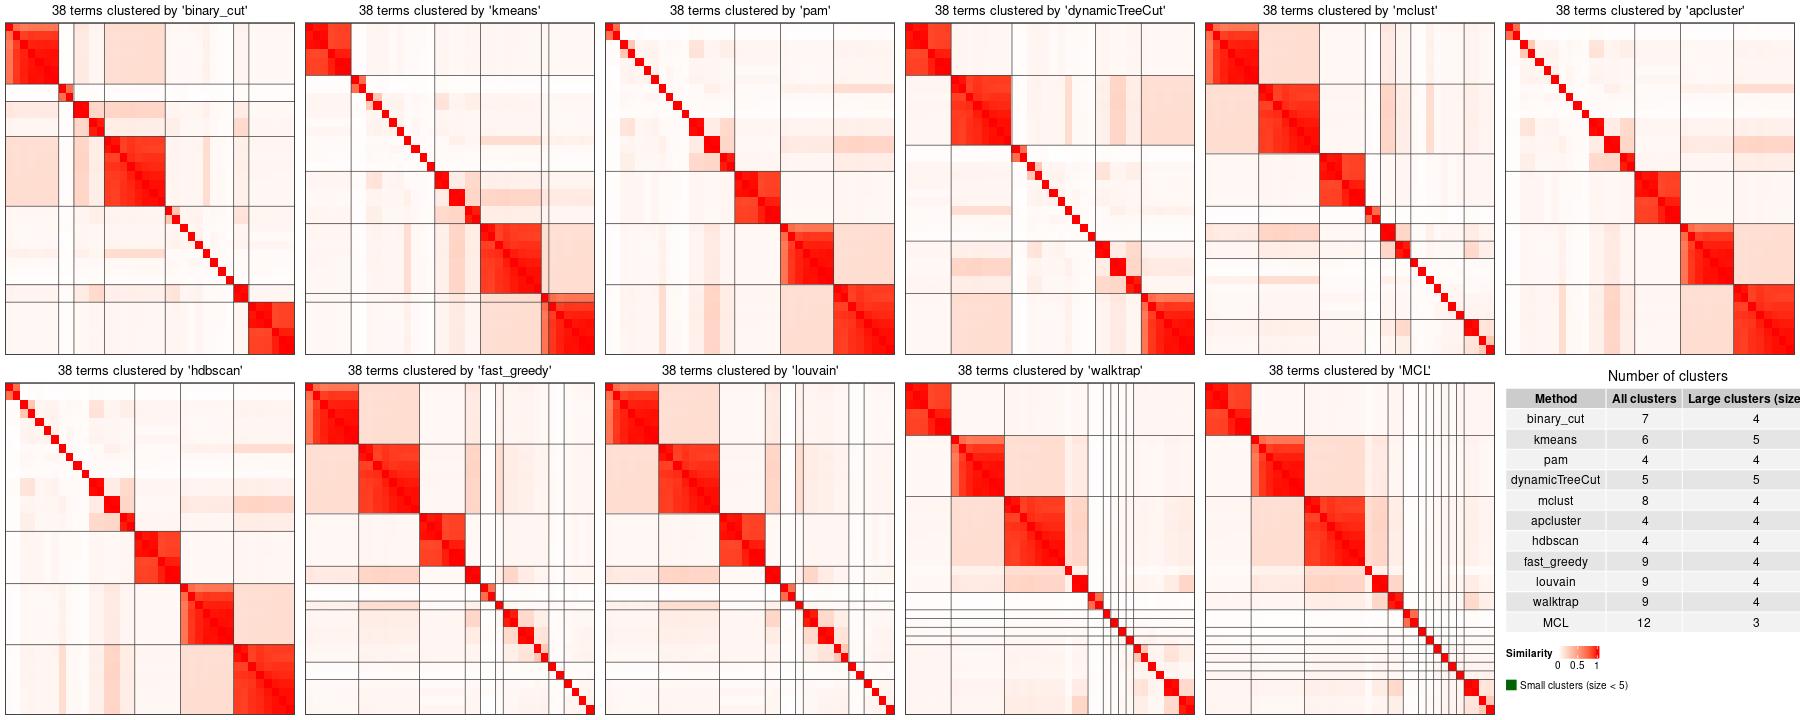 38 terms clustered by 'binary_cut'
38 terms clustered by 'kmeans'
38 terms clustered by 'pam'
38 terms clustered by 'dynamicTreeCut'
38 terms clustered by 'mclust'
38 terms clustered by 'apcluster'
38 terms clustered by 'hdbscan'
38 terms clustered by 'fast_greedy'
38 terms clustered by 'louvain'
38 terms clustered by 'walktrap'
38 terms clustered by 'MCL'
Number of clusters
Method All clusters Large clusters (size
binary_cut 7 4
kmeans 6 5
pam 4 4
dynamicTreeCut 5 5
mclust 8 4
apcluster 4 4
hdbscan 4 4
fast_greedy 9 4
louvain 9 4
walktrap 9 4
MCL 12 3
Similarity
0 0.5 1
Small clusters (size < 5)